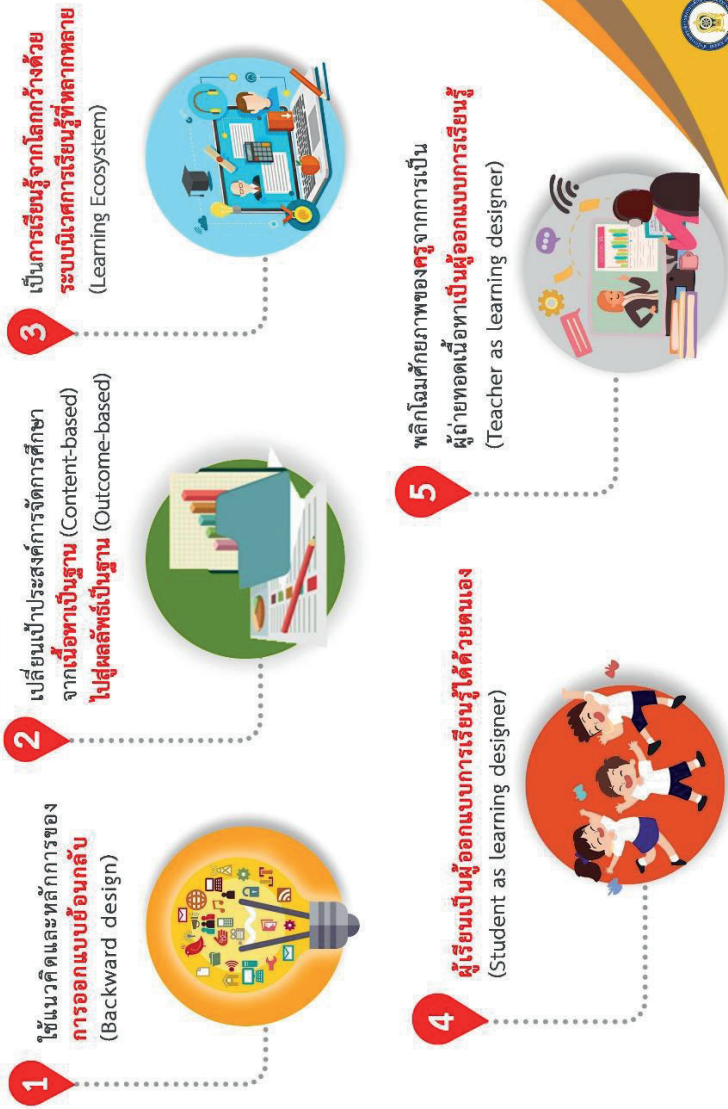 1
ใช้แนวคิดและหลักการของ
การออกแบบย้อนกลับ
(Backward design)
2
เปลี่ยนเป้าประสงค์การจัดการศึกษา
จากเนื้อหาเป็นฐาน (Content-based)
ไปสู่ผลลัพธ์เป็นฐาน (Outcome-based)
3
เป็นการเรียนรู้จากโลกกว้างด้วย
ระบบนิเวศการเรียนรู้ที่หลากหลาย
(Learning Ecosystem)
4
ผู้เรียนเป็นผู้ออกแบบการเรียนรู้ได้ด้วยตนเอง
(Student as learning designer)
5
พลิกโฉมศักยภาพของครูจากการเป็น
ผู้ถ่ายทอดเนื้อหาเป็นผู้ออกแบบการเรียนรู้
(Teacher as learning designer)